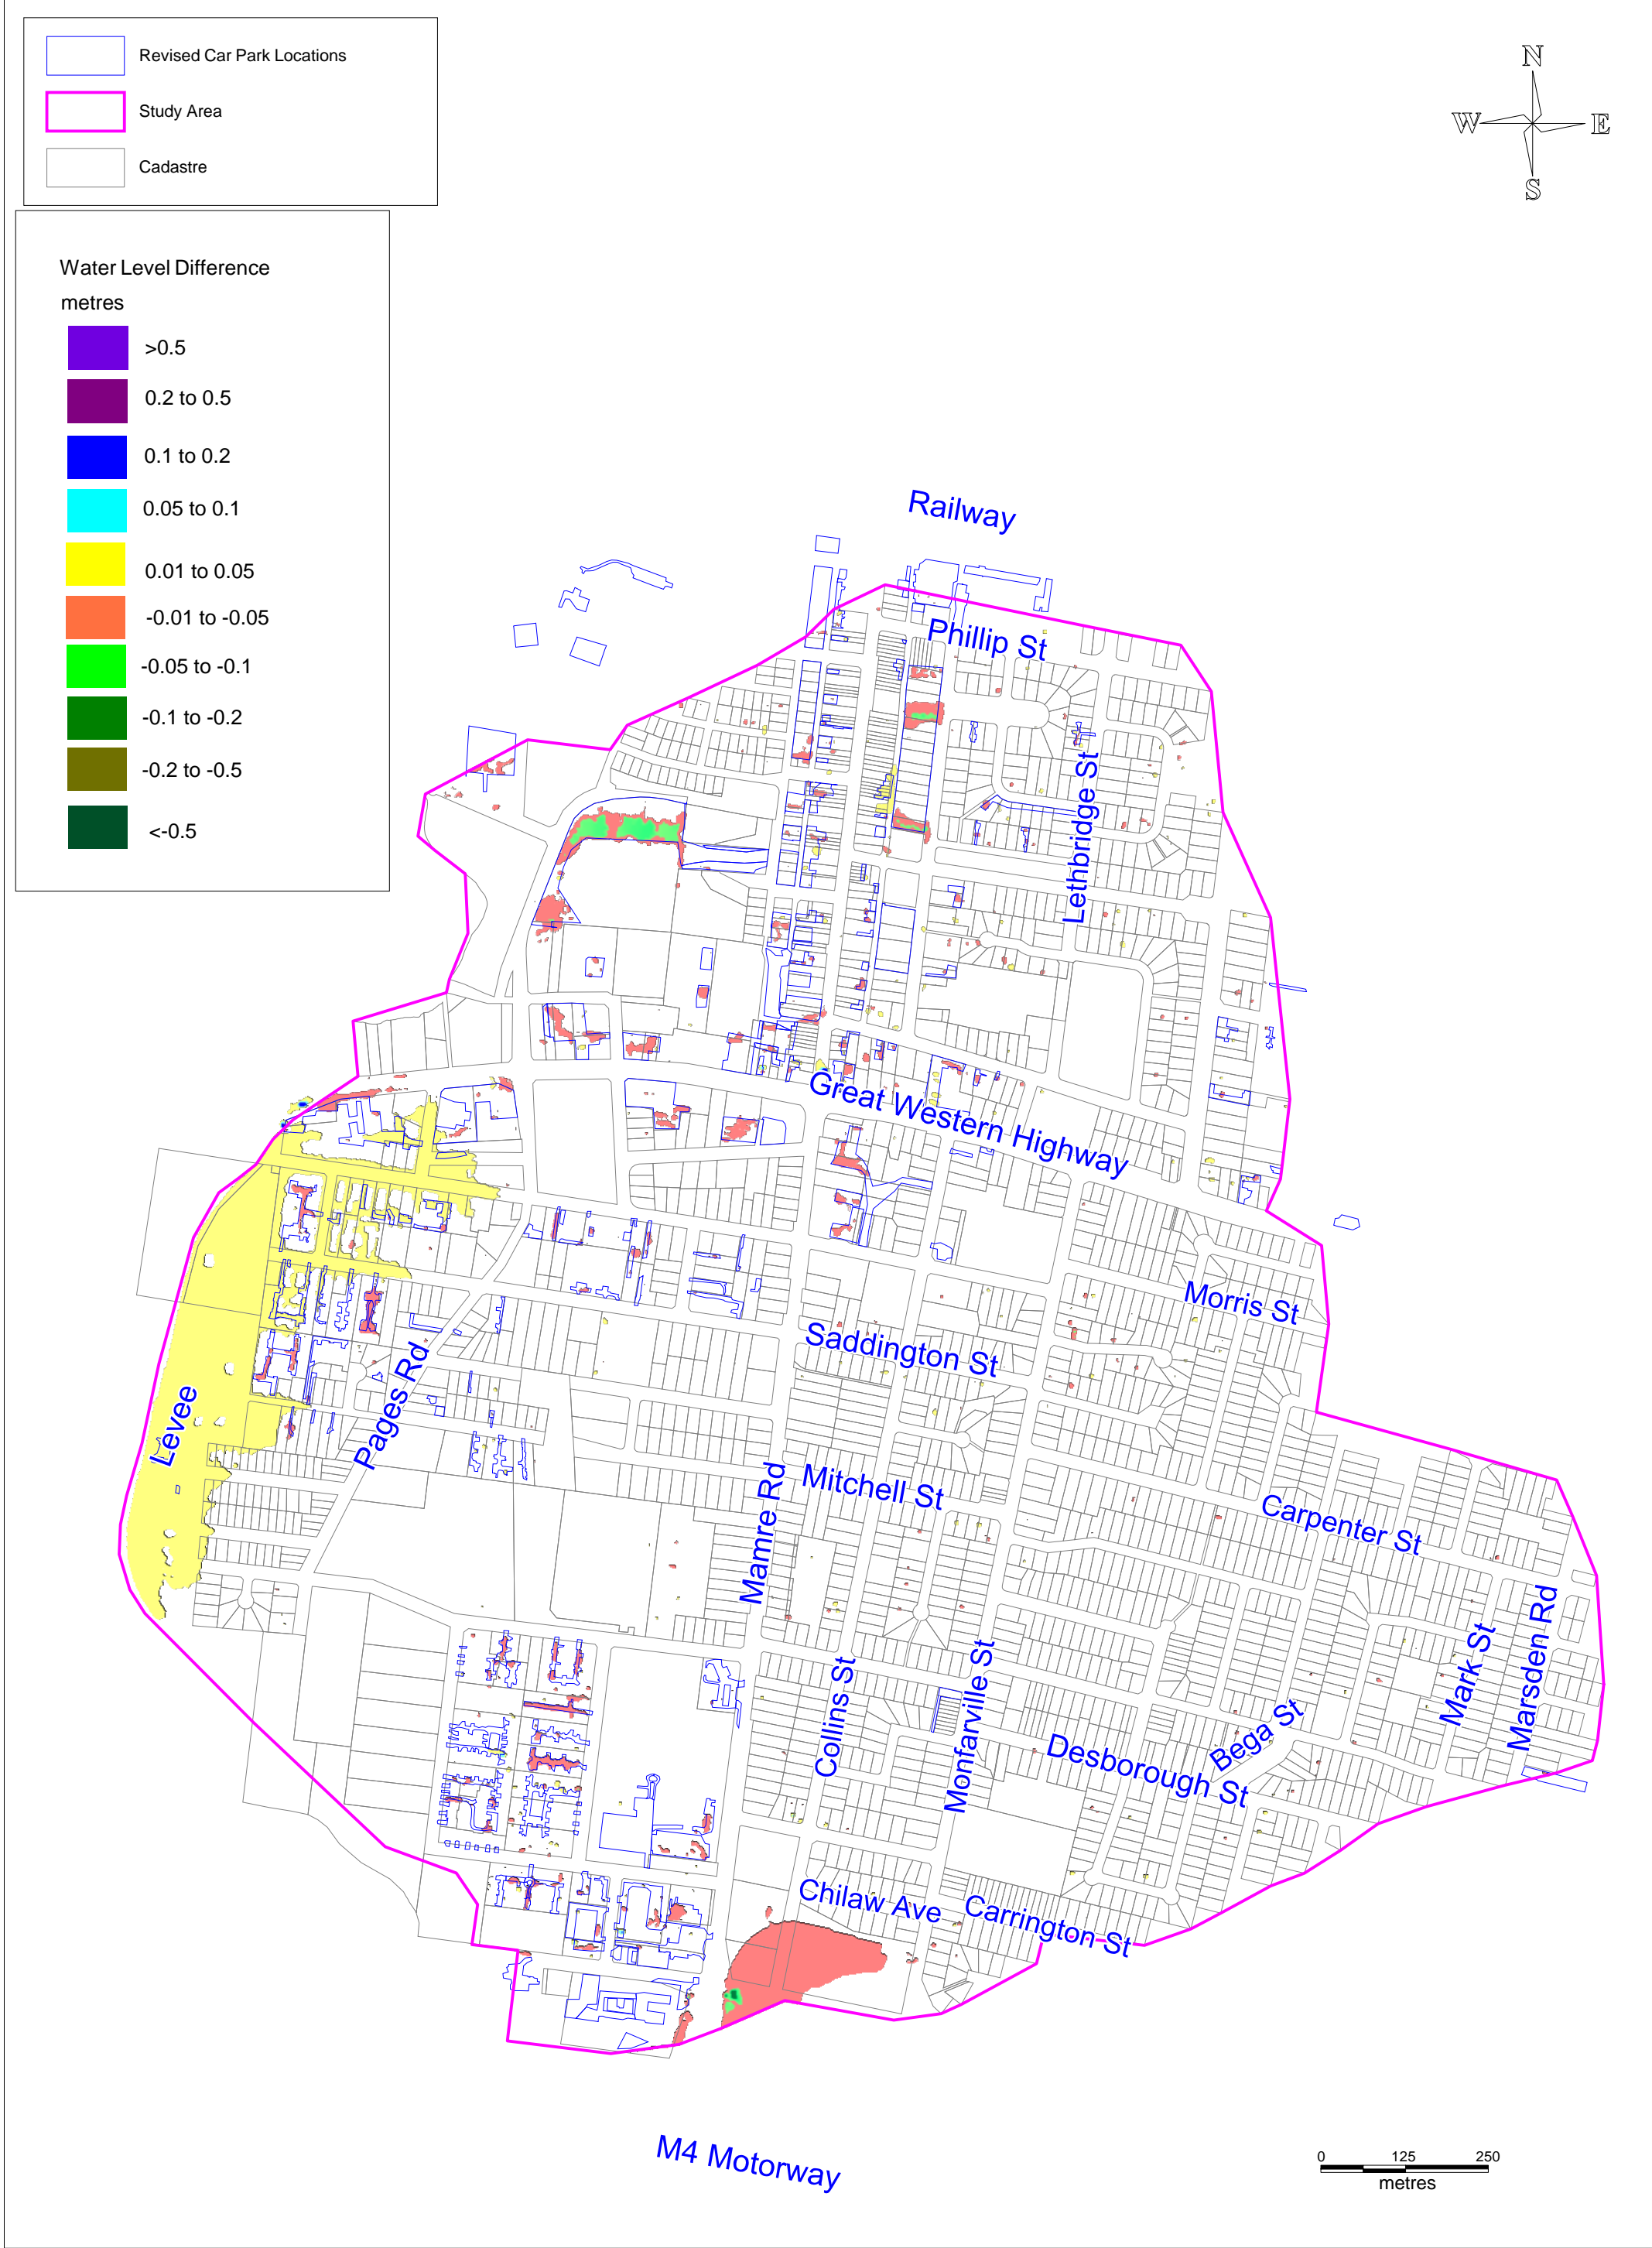 Revised Car Park Locations
Study Area
Cadastre
N
W E
S
Water Level Difference
metres
>0.5
0.2 to 0.5
0.1 to 0.2
0.05 to 0.1
0.01 to 0.05
-0.01 to -0.05
-0.05 to -0.1
-0.1 to -0.2
-0.2 to -0.5
<-0.5
Railway
Phillip St
Lethbridge St
Great Western Highway
Morris St
Saddington St
Levee
Pages Rd
Mitchell St
Mamre Rd
Carpenter St
Collins St
Monfarville St
Mark St
Marsden Rd
Bega St
Desborough St
Chilaw Ave
Carrington St
M4 Motorway
0 125 250
metres